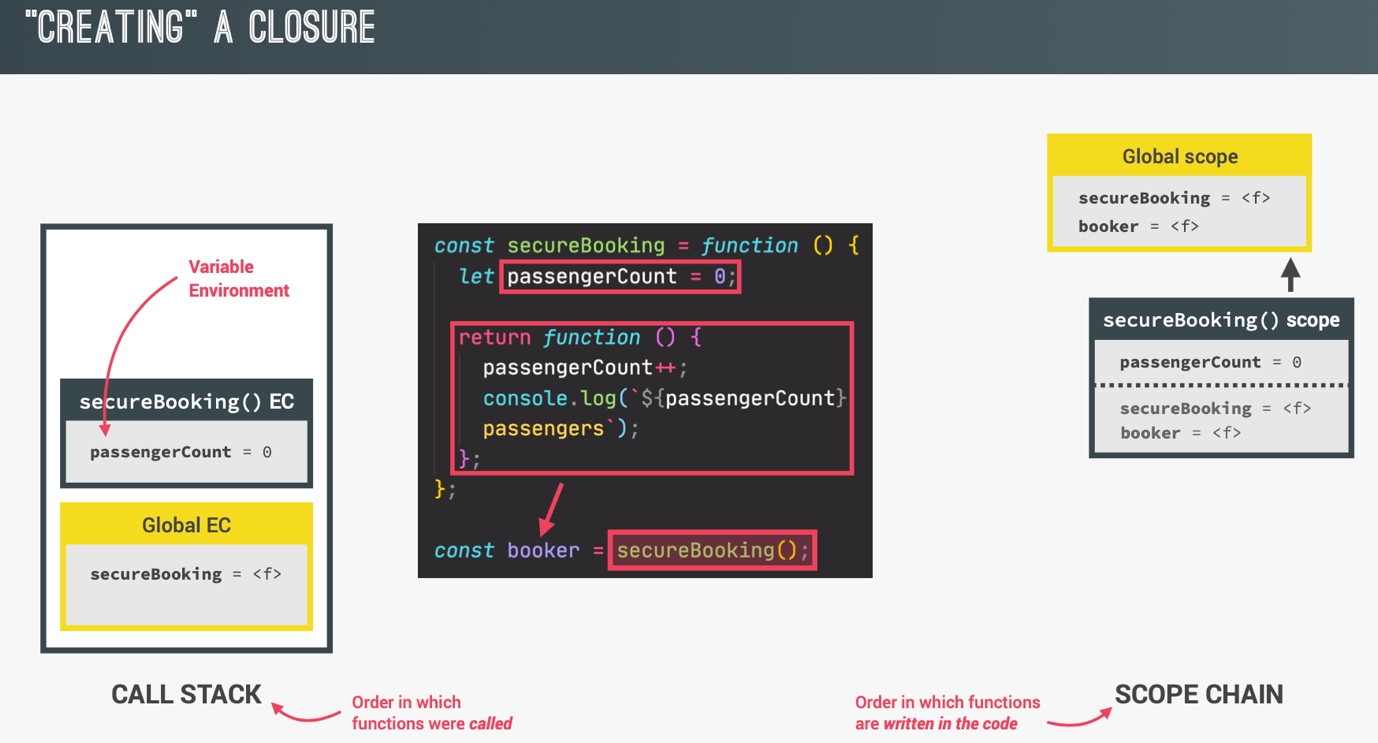 "CREATING" A CLOSURE
Variable
Environment
secureBooking() EC
passengerCount = 0
Global EC
secureBooking = <f>
CALL STACK
Order in which
functions were called
const secureBooking = function () {
let passengerCount = 0;
return function () {
passengerCount++;
console.log(`${passengerCount}
passengers`);
};
};
const booker = secureBooking();
Global scope
secureBooking = <f>
booker = <f>
secureBooking() scope
passengerCount = 0
secureBooking = <f>
booker = <f>
Order in which functions
are written in the code
SCOPE CHAIN